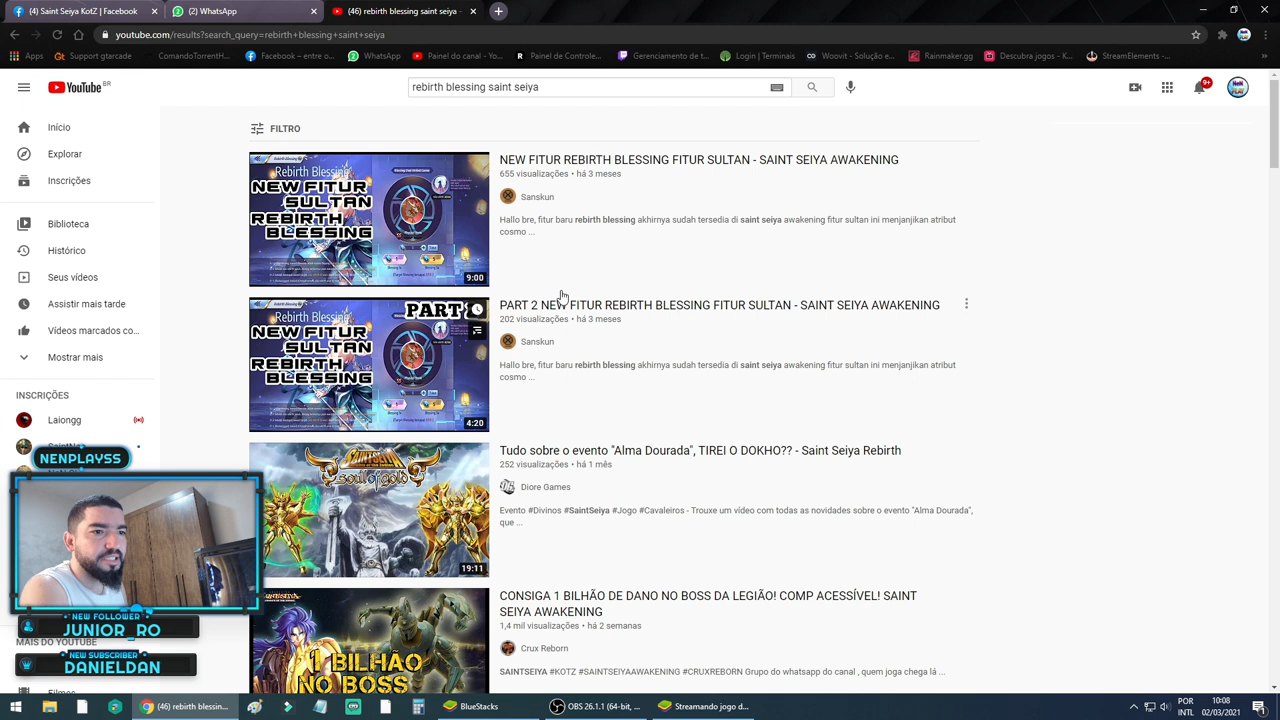 (4) Facebook
(2) WhatsApp
(46) rebirth blessing saint seiya
youtube.com/results?search_query=rebirth+blessing+saint+seiya
Apps
Support gtarcade
ComandoTorrentH...
Facebook – entre o...
WhatsApp
Painel do canal - Yo...
Painel de Controle...
Gerenciamento de t...
Login | Terminais
Woovit - Solução e...
Rainmaker.gg
Descubra jogos - K...
StreamElements -...
YouTube BR
rebirth blessing saint seiya
9+
Início
Explorar
Inscrições
Biblioteca
Histórico
Seus vídeos
Assistir mais tarde
Vídeos marcados co...
Mostrar mais
INSCRIÇÕES
Laiongg
MAIS DO YOUTUBE
Filmes
FILTRO
Rebirth Blessing
NEW FITUR
SULTAN
REBIRTH
BLESSING
9:00
NEW FITUR REBIRTH BLESSING FITUR SULTAN - SAINT SEIYA AWAKENING
655 visualizações • há 3 meses
Sanskun
Hallo bre, fitur baru rebirth blessing akhirnya sudah tersedia di saint seiya awakening fitur sultan ini menjanjikan atribut
cosmo ...
PART 2
NEW FITUR
SULTAN
REBIRTH
BLESSING
4:20
PART 2 NEW FITUR REBIRTH BLESSING FITUR SULTAN - SAINT SEIYA AWAKENING
202 visualizações • há 3 meses
Sanskun
Hallo bre, fitur baru rebirth blessing akhirnya sudah tersedia di saint seiya awakening fitur sultan ini menjanjikan atribut
cosmo ...
SAINT SEIYA
soul of gold
19:11
Tudo sobre o evento "Alma Dourada", TIREI O DOKHO?? - Saint Seiya Rebirth
252 visualizações • há 1 mês
Diore Games
Evento #Divinos #SaintSeiya #Jogo #Cavaleiros - Trouxe um vídeo com todas as novidades sobre o evento "Alma Dourada",
que ...
1 BILHÃO
NO BOSS
CONSIGA 1 BILHÃO DE DANO NO BOSS DA LEGIÃO! COMP ACESSÍVEL! SAINT
SEIYA AWAKENING
1,4 mil visualizações • há 2 semanas
Crux Reborn
SAINTSEIYA #KOTZ #SAINTSEIYAAWAKENING #CRUXREBORN Grupo do whatsapp do canal , quem joga chega lá ...
NENPLAYSS
NEW FOLLOWER
JUNIOR_RO
NEW SUBSCRIBER
DANIELDAN
(46) rebirth blessin...
BlueStacks
OBS 26.1.1 (64-bit, ...
Streamando jogo d...
POR
INTL
10:08
02/03/2021